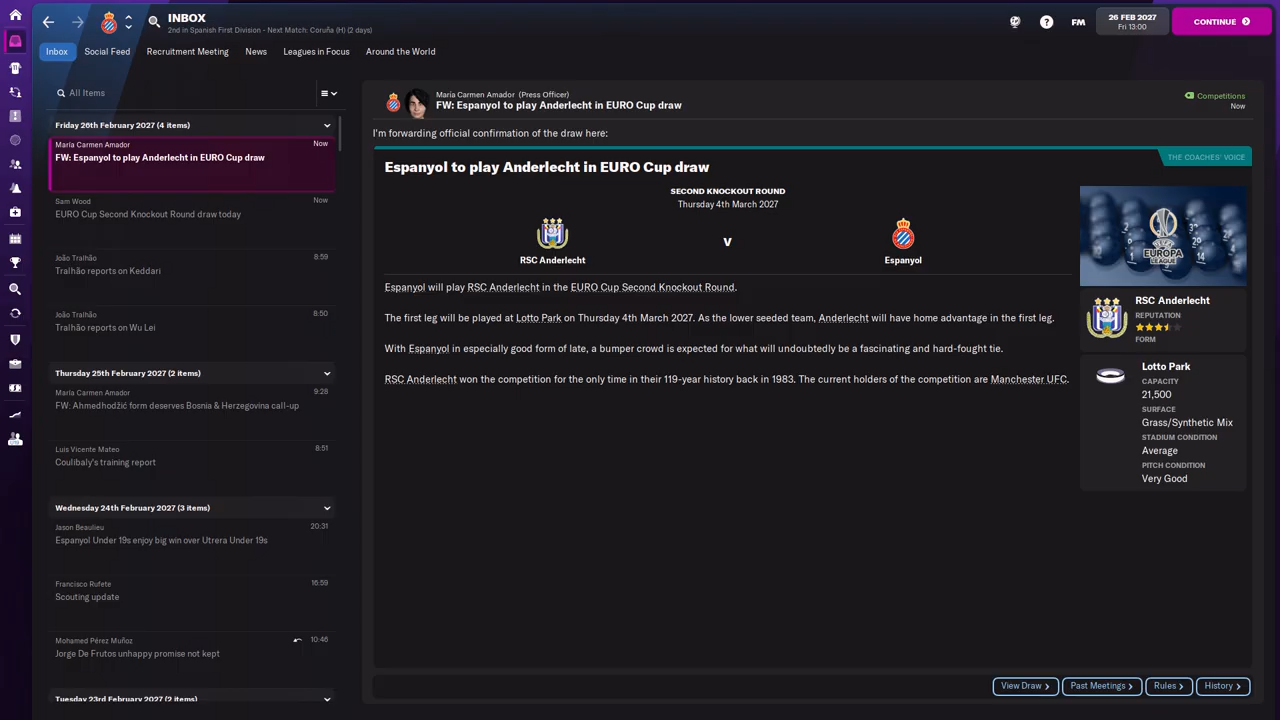 INBOX
2nd in Spanish First Division - Next Match: Coruña (H) (2 days)
FM
26 FEB 2027
Fri 13:00
CONTINUE
Inbox
Social Feed
Recruitment Meeting
News
Leagues in Focus
Around the World
All Items
Friday 26th February 2027 (4 items)
María Carmen Amador
Now
FW: Espanyol to play Anderlecht in EURO Cup draw
Sam Wood
Now
EURO Cup Second Knockout Round draw today
João Tralhão
8:59
Tralhão reports on Keddari
João Tralhão
8:50
Tralhão reports on Wu Lei
Thursday 25th February 2027 (2 items)
María Carmen Amador
9:28
FW: Ahmedhodžić form deserves Bosnia & Herzegovina call-up
Luis Vicente Mateo
8:51
Coulibaly's training report
Wednesday 24th February 2027 (3 items)
Jason Beaulieu
20:31
Espanyol Under 19s enjoy big win over Utrera Under 19s
Francisco Rufete
16:59
Scouting update
Mohamed Pérez Muñoz
10:46
Jorge De Frutos unhappy promise not kept
Tuesday 23rd February 2027 (2 items)
María Carmen Amador (Press Officer)
FW: Espanyol to play Anderlecht in EURO Cup draw
Competitions
Now
I'm forwarding official confirmation of the draw here:
THE COACHES' VOICE
Espanyol to play Anderlecht in EURO Cup draw
SECOND KNOCKOUT ROUND
Thursday 4th March 2027
RSC Anderlecht
v
Espanyol
Espanyol will play RSC Anderlecht in the EURO Cup Second Knockout Round.
The first leg will be played at Lotto Park on Thursday 4th March 2027. As the lower seeded team, Anderlecht will have home advantage in the first leg.
With Espanyol in especially good form of late, a bumper crowd is expected for what will undoubtedly be a fascinating and hard-fought tie.
RSC Anderlecht won the competition for the only time in their 119-year history back in 1983. The current holders of the competition are Manchester UFC.
EUROPA
LEAGUE
RSC Anderlecht
REPUTATION
FORM
Lotto Park
CAPACITY
21,500
SURFACE
Grass/Synthetic Mix
STADIUM CONDITION
Average
PITCH CONDITION
Very Good
View Draw
Past Meetings
Rules
History